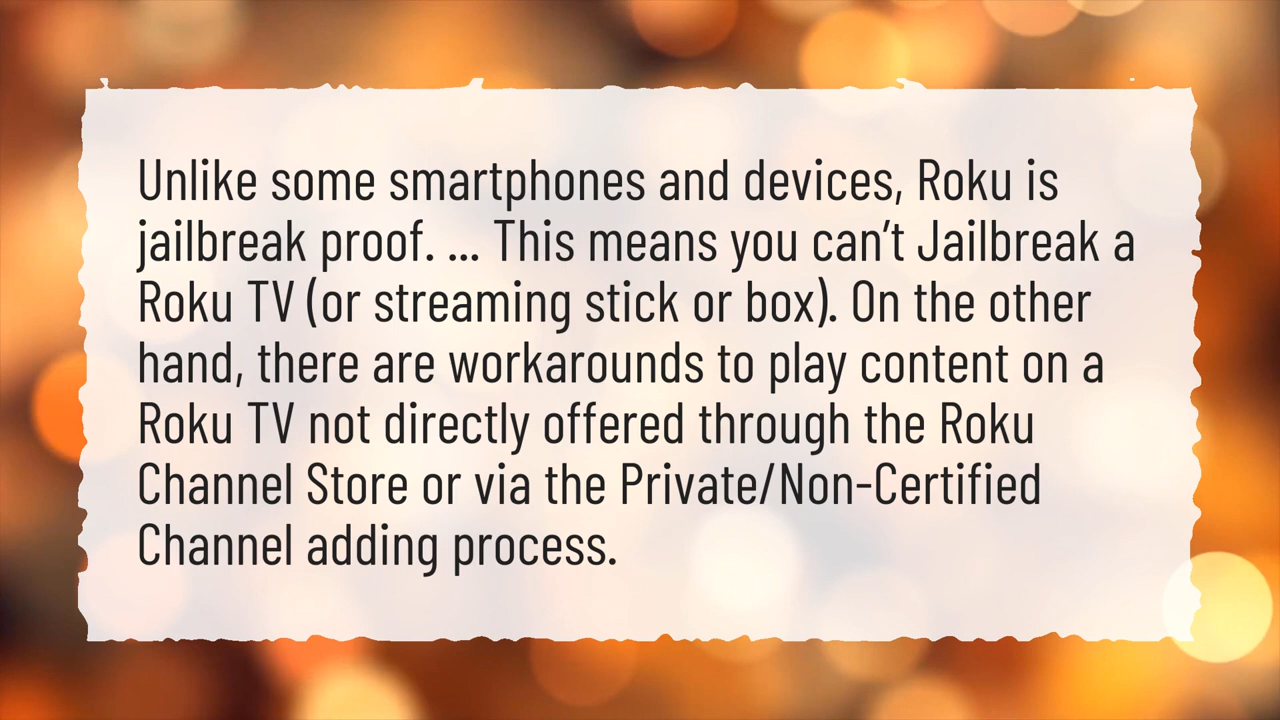 Unlike some smartphones and devices, Roku is
jailbreak proof. ... This means you can’t Jailbreak a
Roku TV (or streaming stick or box). On the other
hand, there are workarounds to play content on a
Roku TV not directly offered through the Roku
Channel Store or via the Private/Non-Certified
Channel adding process.